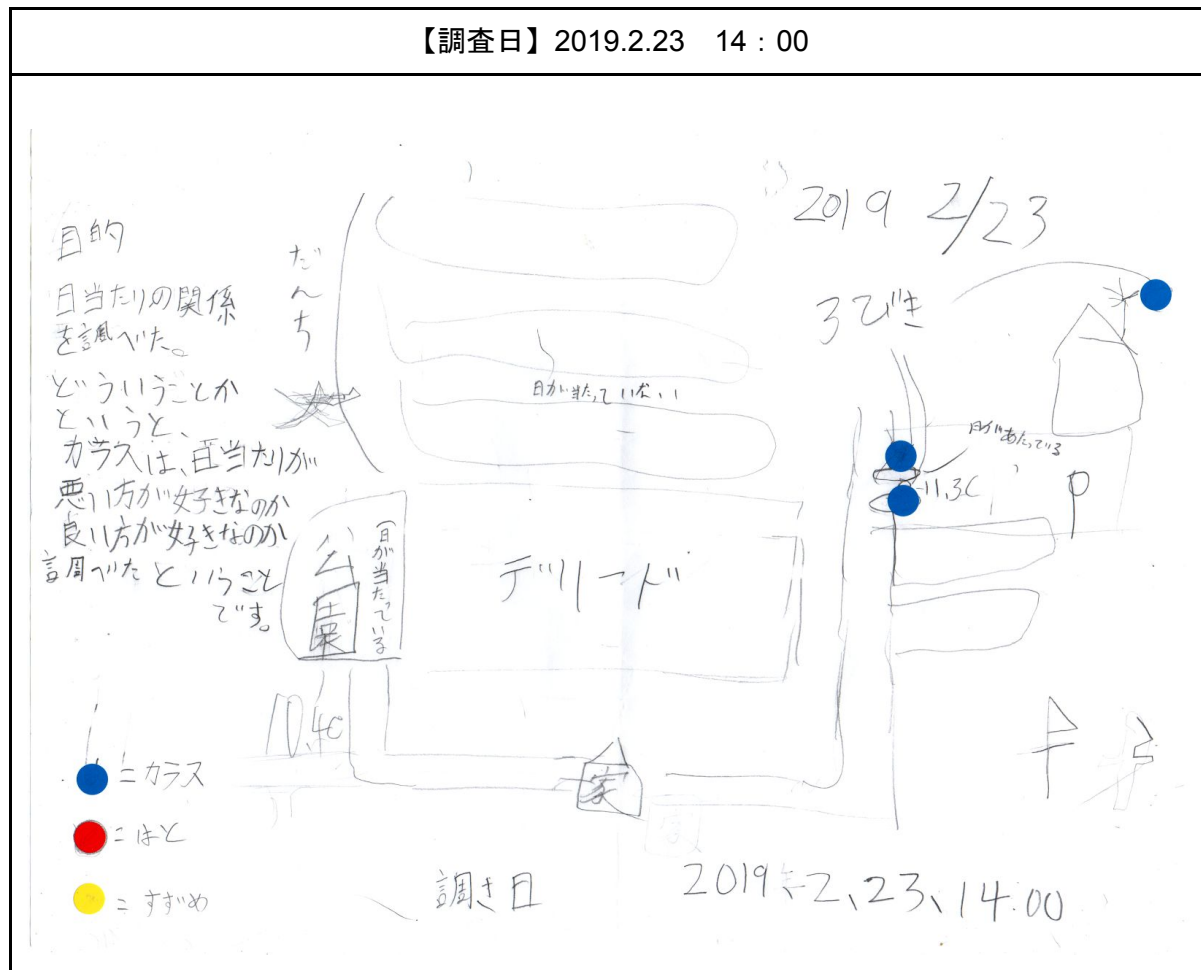 【調査日】2019.2.23　14：00
2019 2/23
目的
日当たりの関係
を調べた。
どういうことか
というと、
カラスは、日当たりが
悪い方が好きなのか
良い方が好きなのか
調べたということ
です。
だんち
日が当たっていない
3びき
日があたっている
11.3C
P
公園
(日が当たっている
デリード
10.4C
家
=カラス
=はと
=すずめ
調き日
2019、2、23、14:00